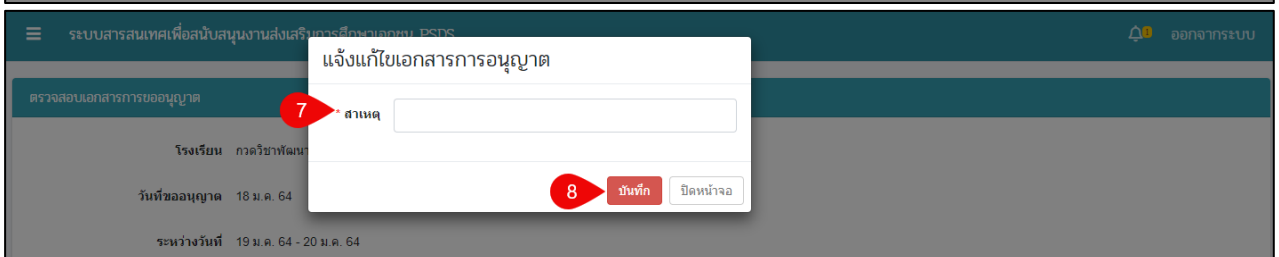 ระบบสารสนเทศเพื่อสนับสนุนงานส่งเสริมการศึกษาเอกชน PSDS
ออกจากระบบ
แจ้งแก้ไขเอกสารการอนุญาต
ตรวจสอบเอกสารการขออนุญาต
7 * สาเหตุ
โรงเรียน กวดวิชาพัฒนา
8 บันทึก ปิดหน้าจอ
วันที่ขออนุญาต 18 ม.ค. 64
ระหว่างวันที่ 19 ม.ค. 64 - 20 ม.ค. 64